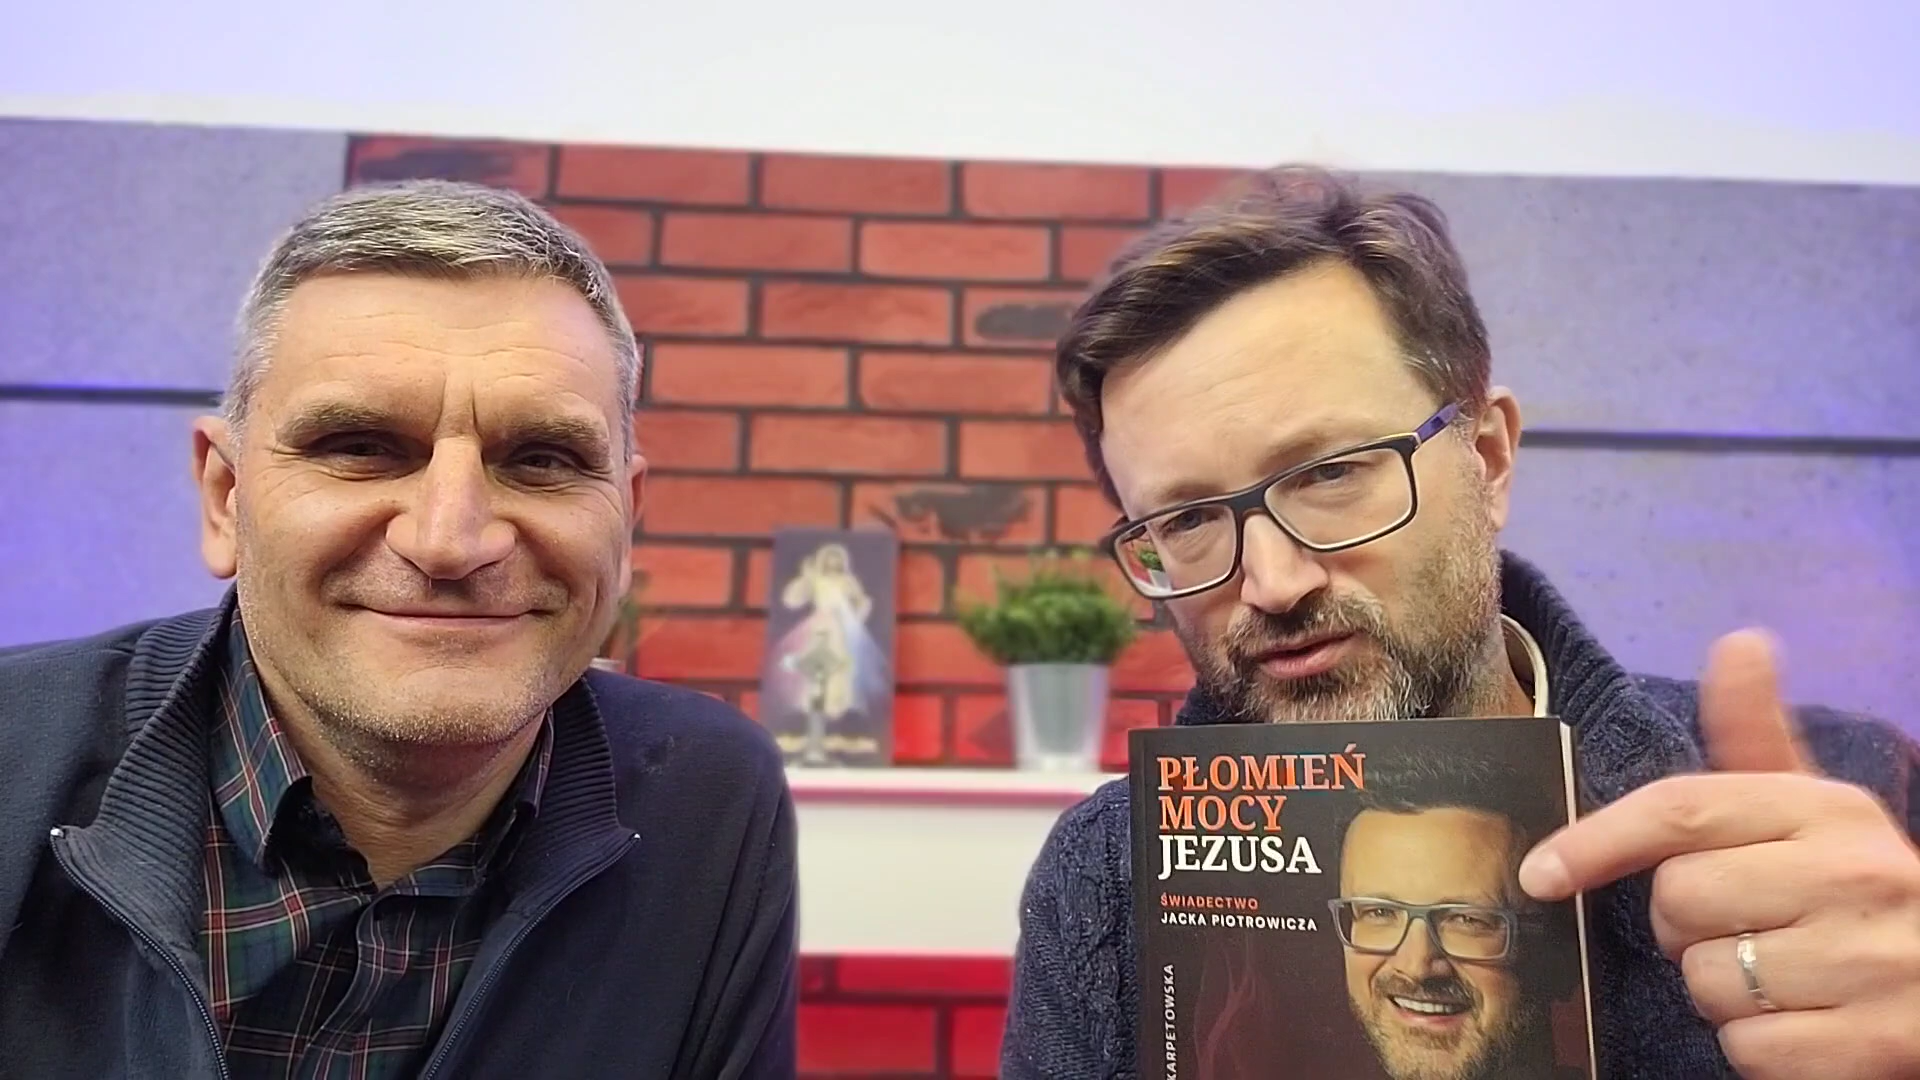 PŁOMIEŃ
MOCY
JEZUSA
ŚWIADECTWO
JACKA PIOTROWICZA
KARPETOWSKA